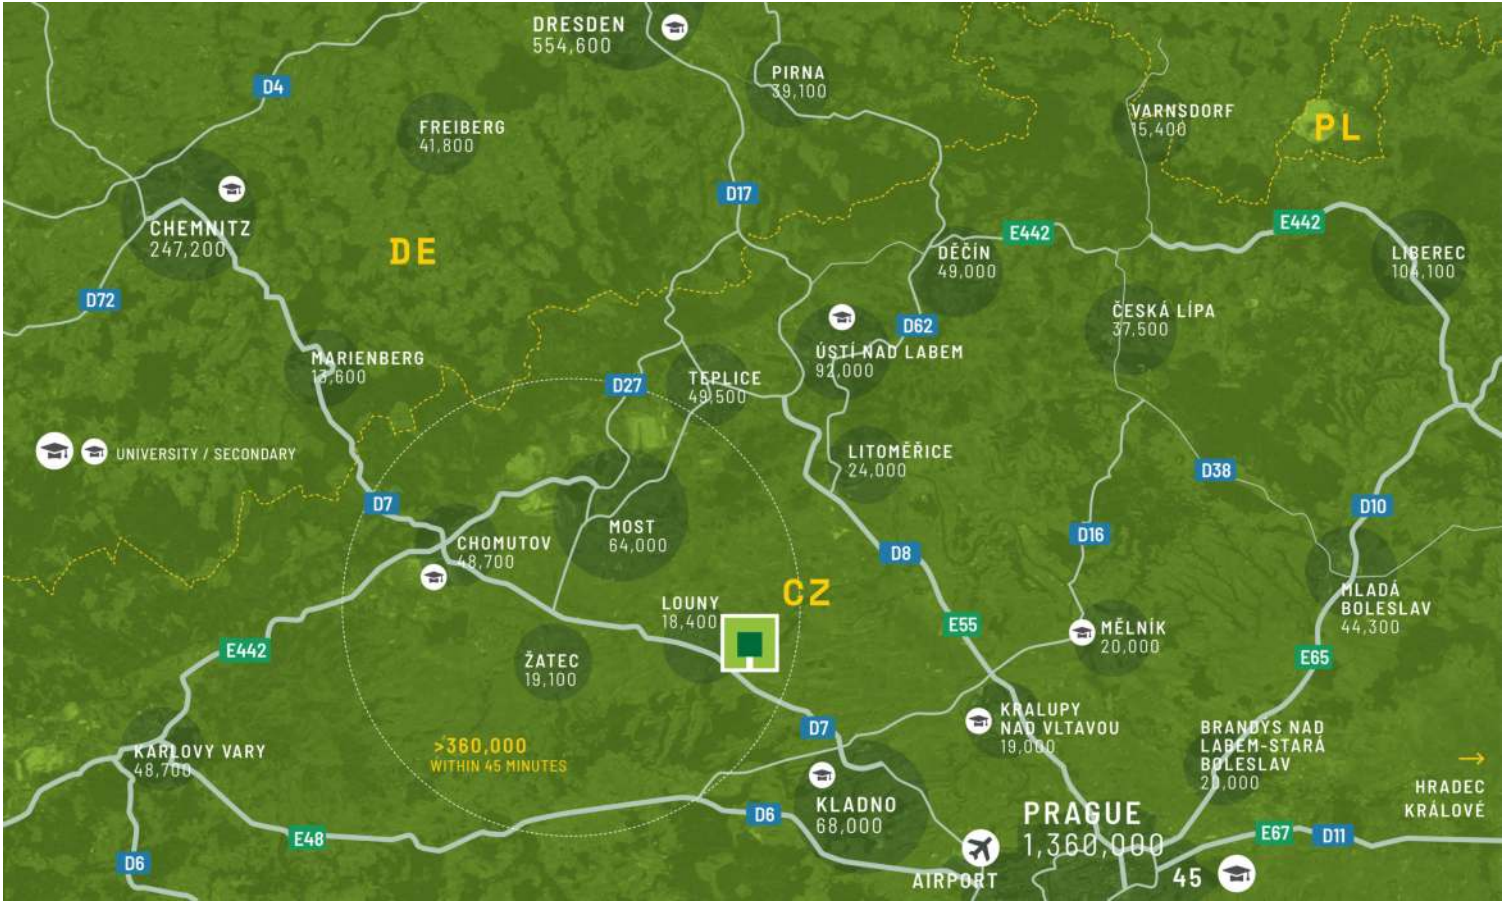 DRESDEN
554,600
PIRNA
39,100
D4
FREIBERG
41,800
VARNSDORF
15,400
PL
D17
CHEMNITZ
247,200
DE
E442
E442
DĚČÍN
49,000
LIBEREC
104,100
D72
ČESKÁ LÍPA
37,500
D62
ÚSTÍ NAD LABEM
92,000
MARIENBERG
13,600
D27
TEPLICE
49,500
UNIVERSITY / SECONDARY
LITOMĚŘICE
24,000
D38
D7
D10
MOST
64,000
D16
CHOMUTOV
48,700
D8
CZ
MLADÁ
BOLESLAV
44,300
LOUNY
18,400
E55
MĚLNÍK
20,000
E442
ŽATEC
19,100
E65
KRALUPY
NAD VLTAVOU
19,000
D7
BRANDÝS NAD
LABEM-STARÁ
BOLESLAV
20,000
KARLOVY VARY
48,700
>360,000
WITHIN 45 MINUTES
→
HRADEC
KRÁLOVÉ
KLADNO
68,000
D6
PRAGUE
1,360,000
E48
E67
D11
D6
AIRPORT
45